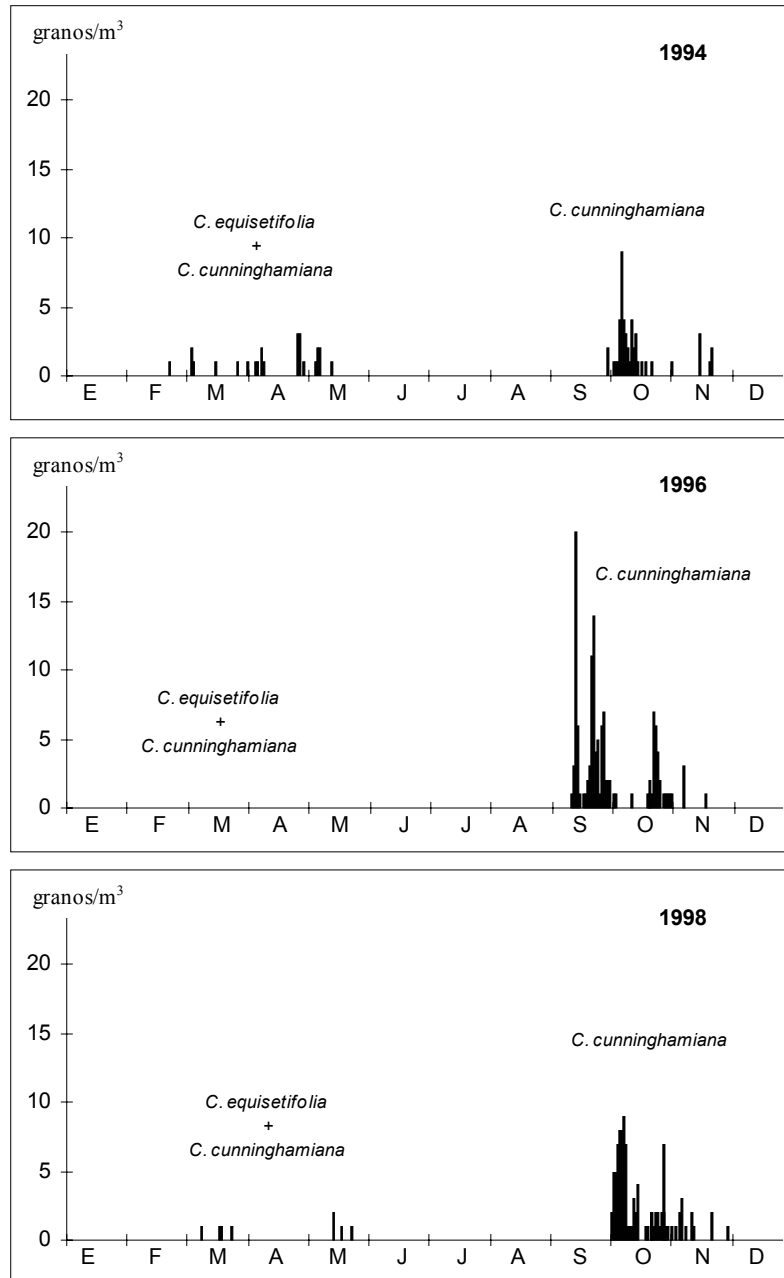 granos/m³
1994
20
15
C. cunninghamiana
C. equisetifolia
+
C. cunninghamiana
10
5
0
E F M A M J J A S O N D
granos/m³
1996
20
C. cunninghamiana
15
10
C. equisetifolia
+
C. cunninghamiana
5
0
E F M A M J J A S O N D
granos/m³
1998
20
15
C. cunninghamiana
10
C. equisetifolia
+
C. cunninghamiana
5
0
E F M A M J J A S O N D